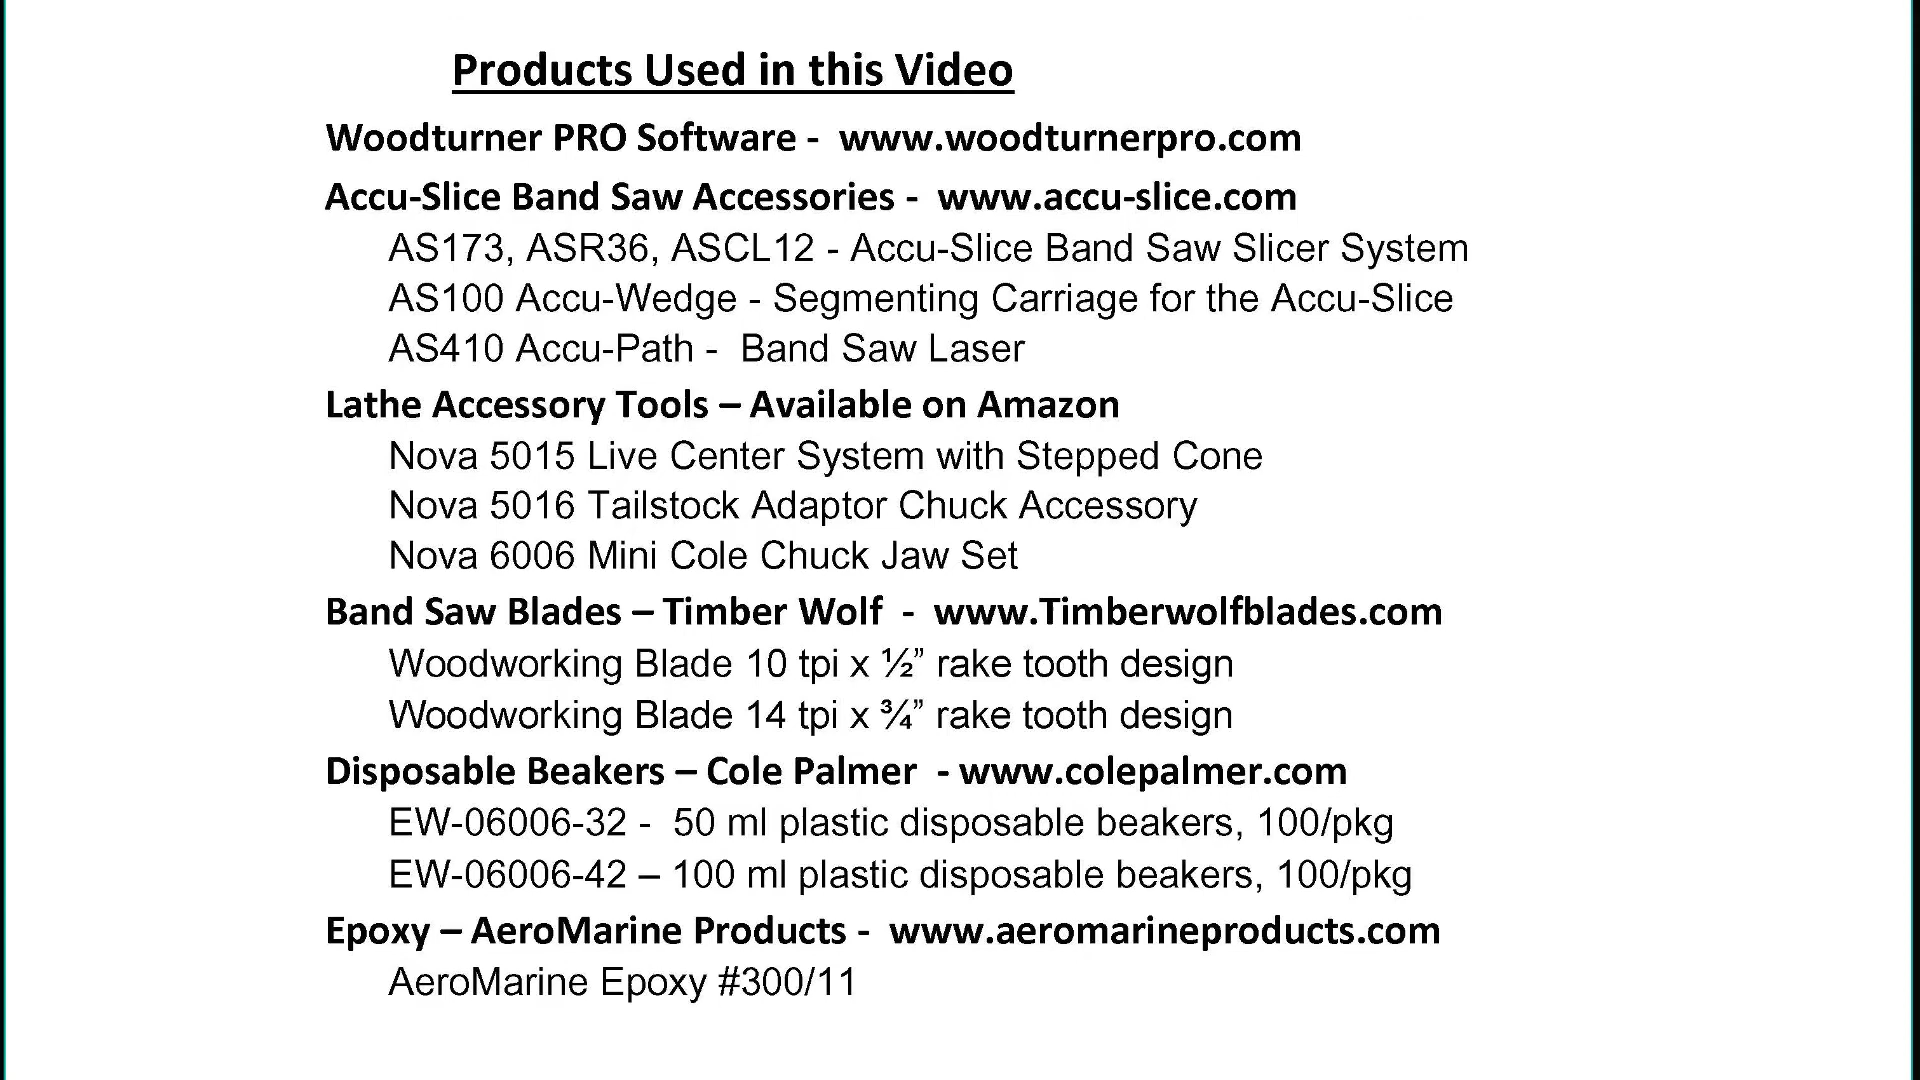 Products Used in this Video
Woodturner PRO Software -  www.woodturnerpro.com
Accu-Slice Band Saw Accessories -  www.accu-slice.com
AS173, ASR36, ASCL12 - Accu-Slice Band Saw Slicer System
AS100 Accu-Wedge - Segmenting Carriage for the Accu-Slice
AS410 Accu-Path -  Band Saw Laser
Lathe Accessory Tools – Available on Amazon
Nova 5015 Live Center System with Stepped Cone
Nova 5016 Tailstock Adaptor Chuck Accessory
Nova 6006 Mini Cole Chuck Jaw Set
Band Saw Blades – Timber Wolf  -  www.Timberwolfblades.com
Woodworking Blade 10 tpi x ½” rake tooth design
Woodworking Blade 14 tpi x ¾” rake tooth design
Disposable Beakers – Cole Palmer  - www.colepalmer.com
EW-06006-32 -  50 ml plastic disposable beakers, 100/pkg
EW-06006-42 – 100 ml plastic disposable beakers, 100/pkg
Epoxy – AeroMarine Products -  www.aeromarineproducts.com
AeroMarine Epoxy #300/11